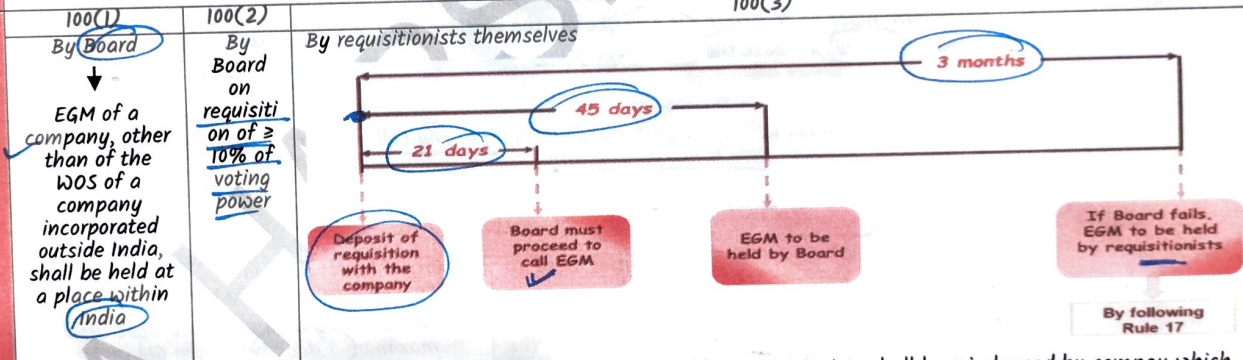 100(1)
100(2)
100(3)
By Board
EGM of a
company, other
than of the
WOS of a
company
incorporated
outside India,
shall be held at
a place within
India
By
Board
on
requisiti
on of ≥
10% of
voting
power
By requisitionists themselves
3 months
45 days
21 days
Deposit of
requisition
with the
company
Board must
proceed to
call EGM
EGM to be
held by Board
If Board fails,
EGM to be held
by requisitionists
By following
Rule 17